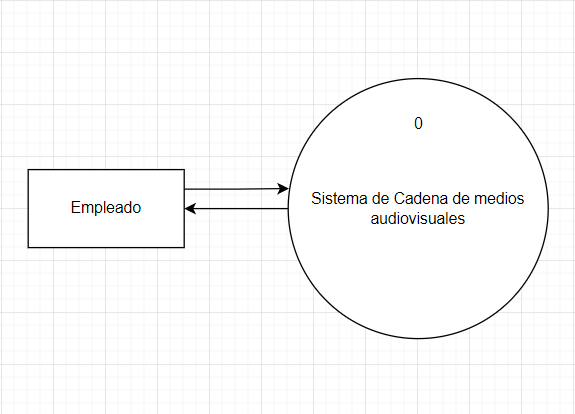 0
Empleado
Sistema de Cadena de medios
audiovisuales